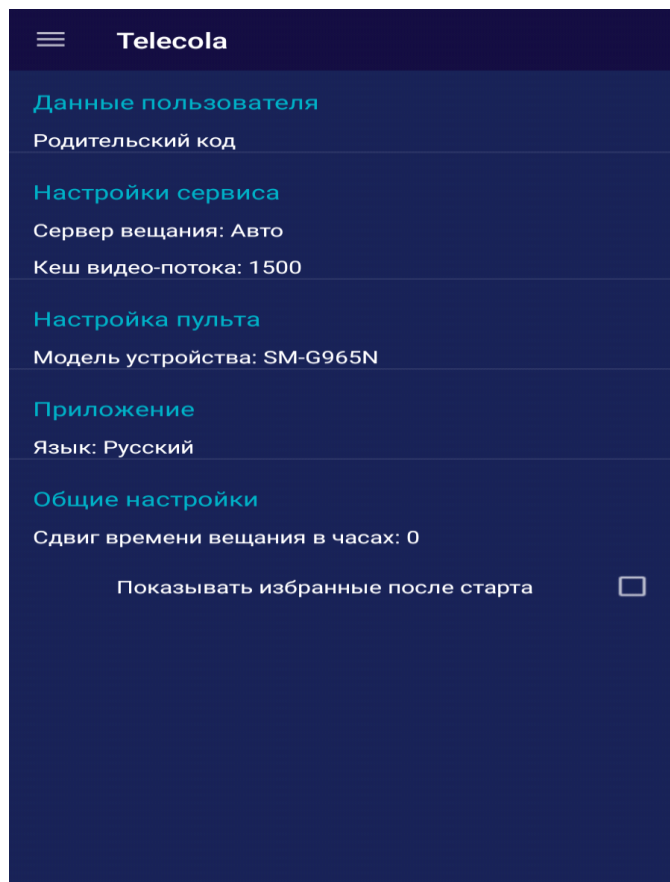 Telecola
Данные пользователя
Родительский код
Настройки сервиса
Сервер вещания: Авто
Кеш видео-потока: 1500
Настройка пульта
Модель устройства: SM-G965N
Приложение
Язык: Русский
Общие настройки
Сдвиг времени вещания в часах: 0
Показывать избранные после старта